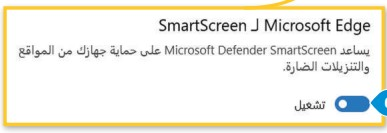 SmartScreen لـ Microsoft Edge
يساعد Microsoft Defender SmartScreen على حماية جهازك من المواقع
والتنزيلات الضارة.
تشغيل